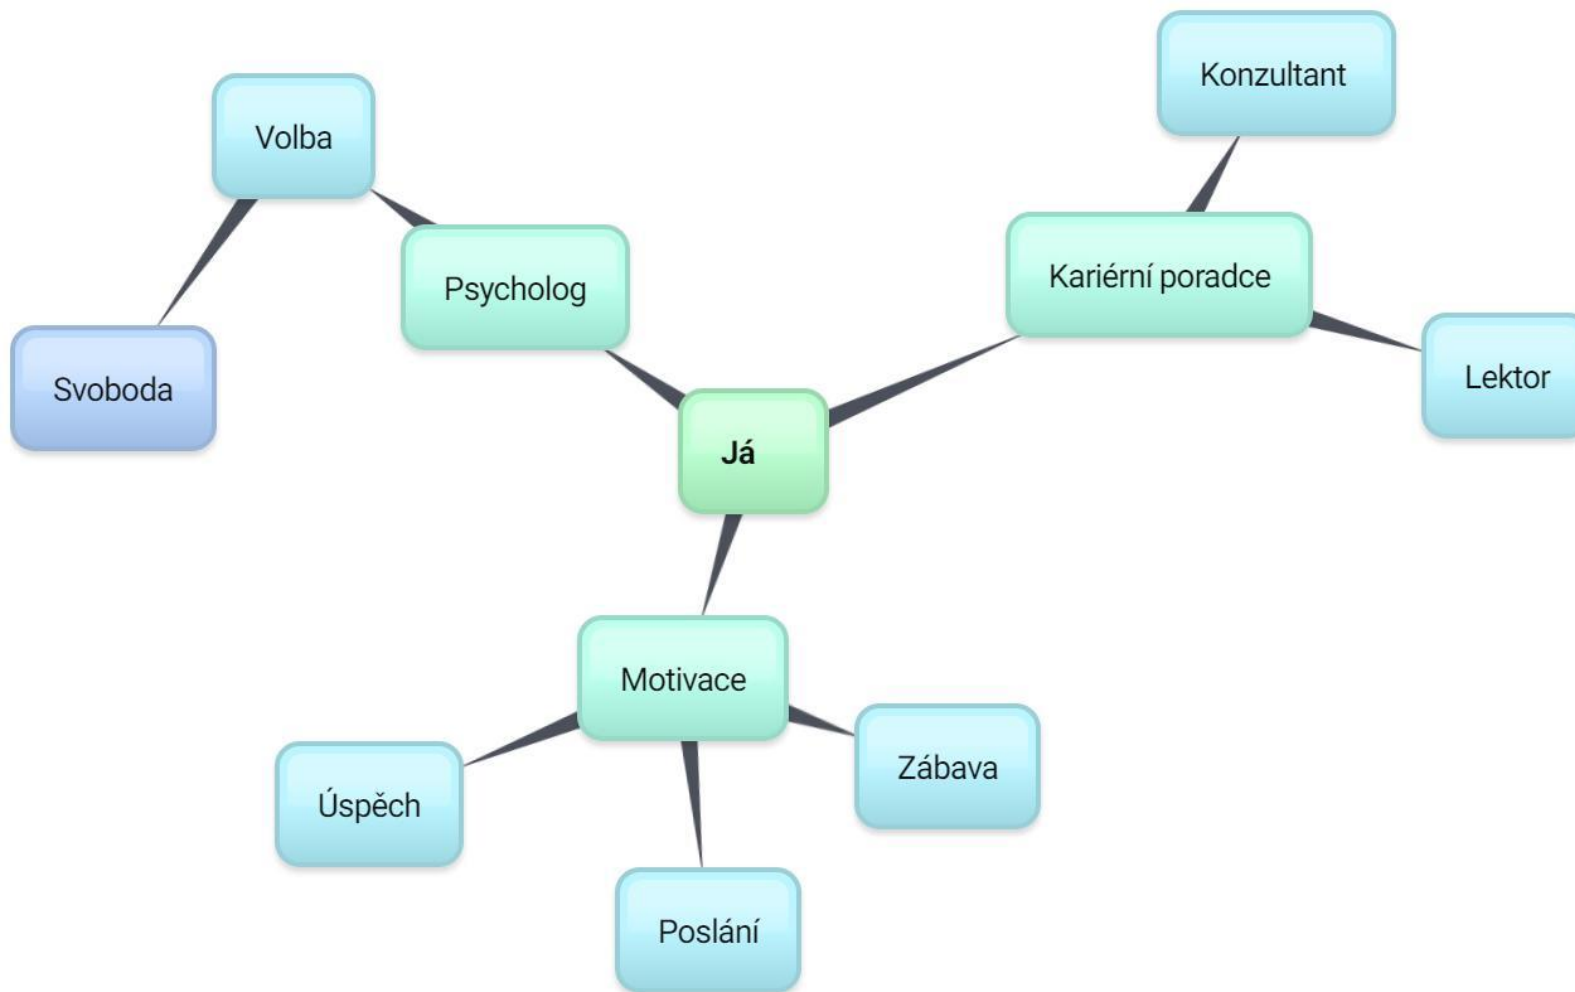 Konzultant
Volba
Kariérní poradce
Psycholog
Lektor
Svoboda
Já
Motivace
Zábava
Úspěch
Poslání